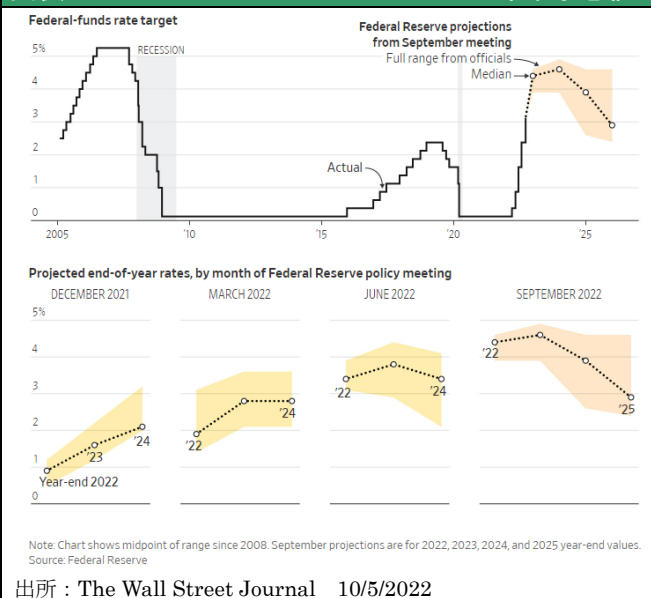 Federal-funds rate target
Federal Reserve projections
from September meeting
Full range from officials
Median
5%
RECESSION
4
3
2
Actual
1
0
2005
'10
'15
'20
'25
Projected end-of-year rates, by month of Federal Reserve policy meeting
DECEMBER 2021
MARCH 2022
JUNE 2022
SEPTEMBER 2022
5%
4
3
2
1
0
'23
'24
Year-end 2022
'22
'24
'22
'24
'22
'25
Note: Chart shows midpoint of range since 2008. September projections are for 2022, 2023, 2024, and 2025 year-end values.
Source: Federal Reserve
出所：The Wall Street Journal 10/5/2022